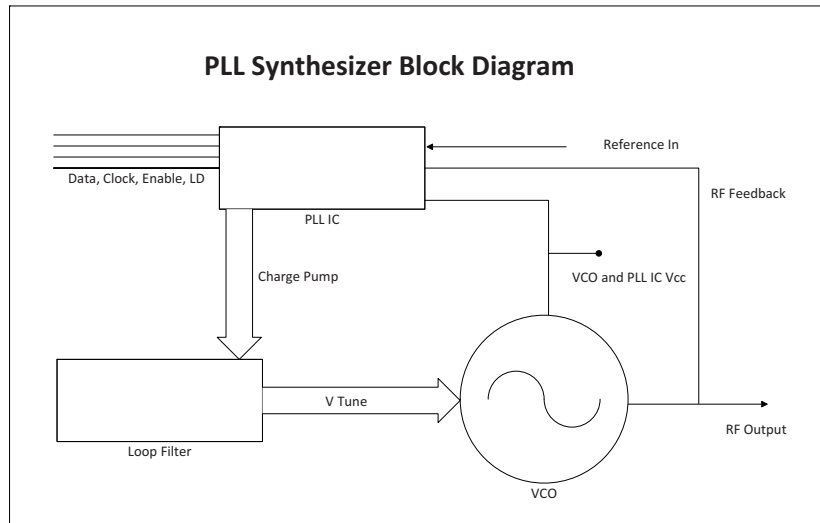 PLL Synthesizer Block Diagram
Reference In
Data, Clock, Enable, LD
RF Feedback
PLL IC
Charge Pump
VCO and PLL IC Vcc
V Tune
RF Output
Loop Filter
VCO